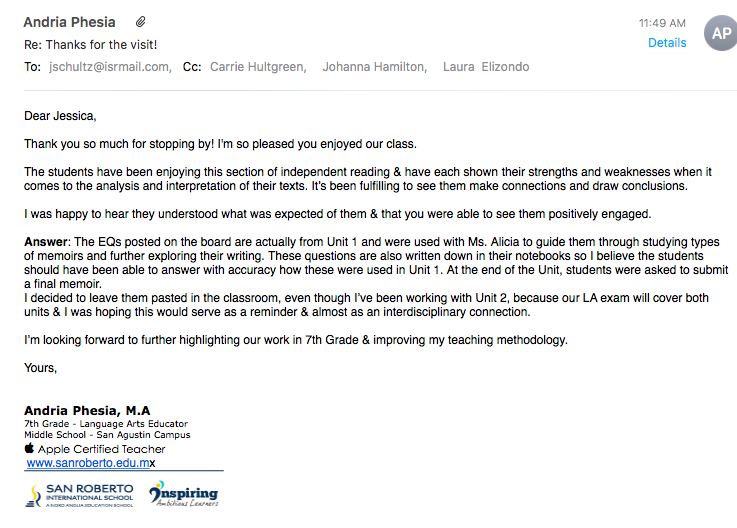 Andria Phesia
11:49 AM
AP
Re: Thanks for the visit!
Details
To: jschultz@isrmail.com, Cc: Carrie Hultgreen, Johanna Hamilton, Laura Elizondo
Dear Jessica,
Thank you so much for stopping by! I'm so pleased you enjoyed our class.
The students have been enjoying this section of independent reading & have each shown their strengths and weaknesses when it
comes to the analysis and interpretation of their texts. It's been fulfilling to see them make connections and draw conclusions.
I was happy to hear they understood what was expected of them & that you were able to see them positively engaged.
Answer: The EQs posted on the board are actually from Unit 1 and were used with Ms. Alicia to guide them through studying types
of memoirs and further exploring their writing. These questions are also written down in their notebooks so I believe the students
should have been able to answer with accuracy how these were used in Unit 1. At the end of the Unit, students were asked to submit
a final memoir.
I decided to leave them pasted in the classroom, even though I've been working with Unit 2, because our LA exam will cover both
units & I was hoping this would serve as a reminder & almost as an interdisciplinary connection.
I'm looking forward to further highlighting our work in 7th Grade & improving my teaching methodology.
Yours,
Andria Phesia, M.A
7th Grade - Language Arts Educator
Middle School - San Agustin Campus
Apple Certified Teacher
www.sanroberto.edu.mx
SAN ROBERTO
INTERNATIONAL SCHOOL
A NORD ANGLIA EDUCATION SCHOOL
Inspiring
Ambitious Learners